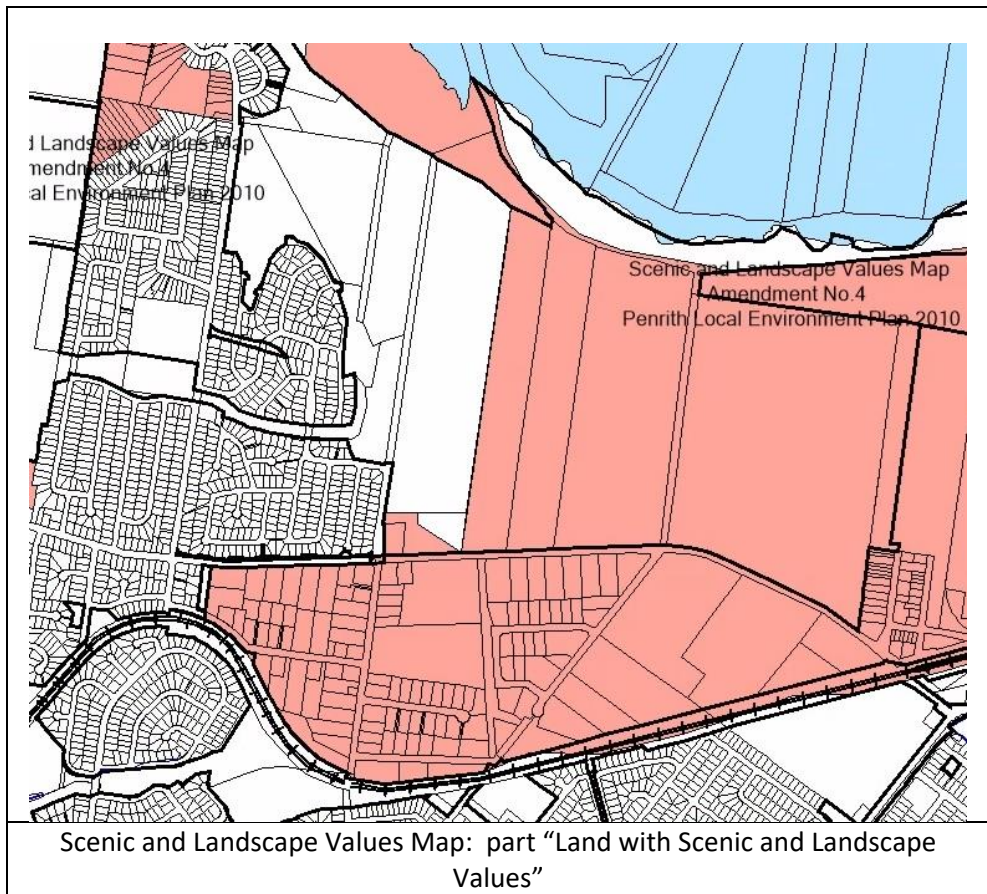 d Landscape Values Map
mendment No.4
al Environment Plan 2010
Scenic and Landscape Values Map
Amendment No.4
Penrith Local Environment Plan 2010
Scenic and Landscape Values Map: part “Land with Scenic and Landscape
Values”